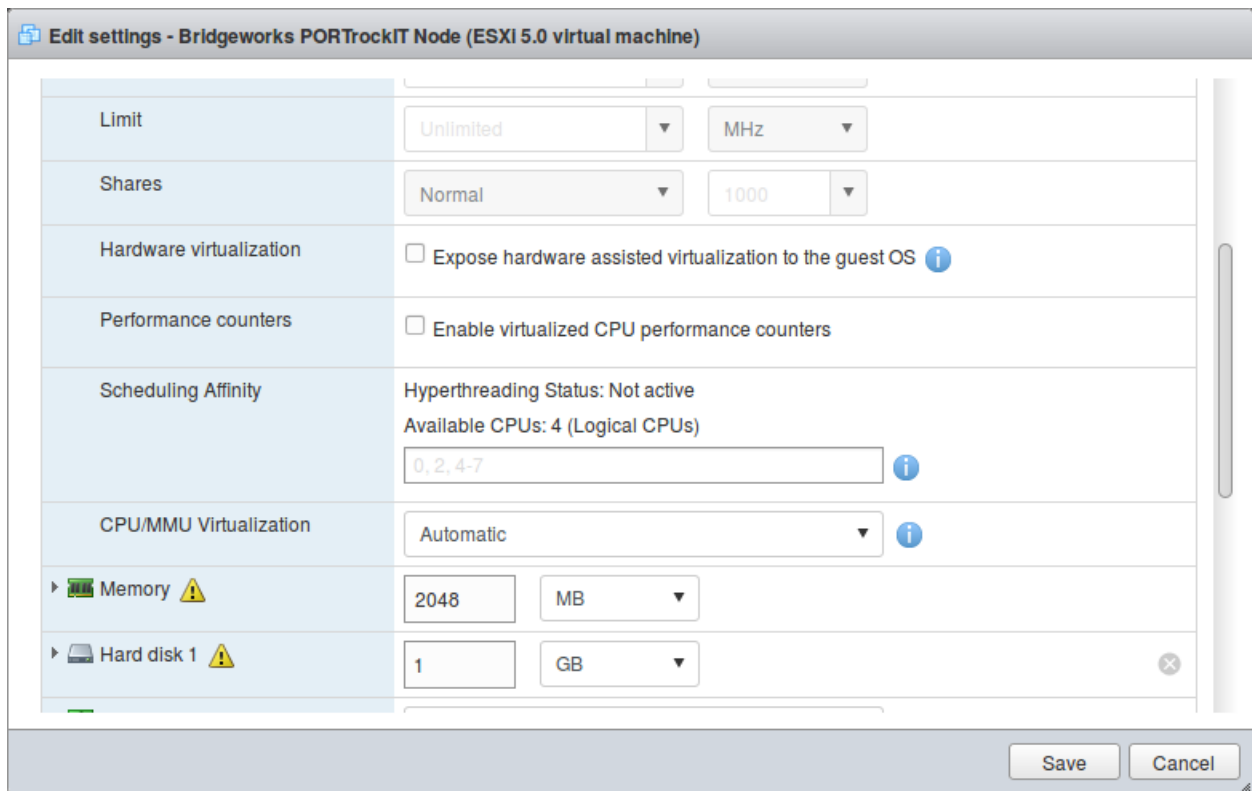 Edit settings - Bridgeworks PORTrockIT Node (ESXi 5.0 virtual machine)
Limit Unlimited MHz
Shares Normal 1000
Hardware virtualization Expose hardware assisted virtualization to the guest OS
Performance counters Enable virtualized CPU performance counters
Scheduling Affinity Hyperthreading Status: Not active
Available CPUs: 4 (Logical CPUs)
0, 2, 4-7
CPU/MMU Virtualization Automatic
Memory 2048 MB
Hard disk 1 1 GB
Save Cancel